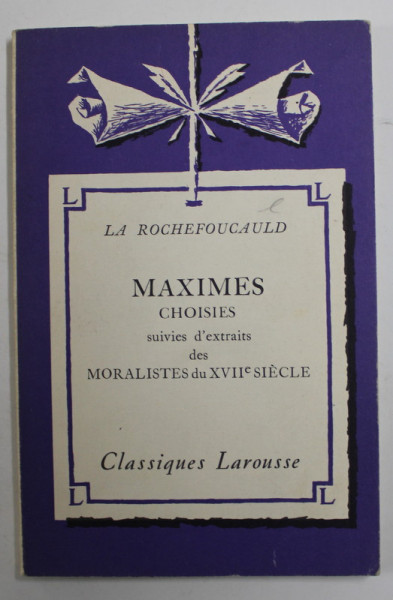 L L
LA ROCHEFOUCAULD
MAXIMES
CHOISIES
suivies d'extraits
des
MORALISTES du XVIIe SIÈCLE
Classiques Larousse
L L